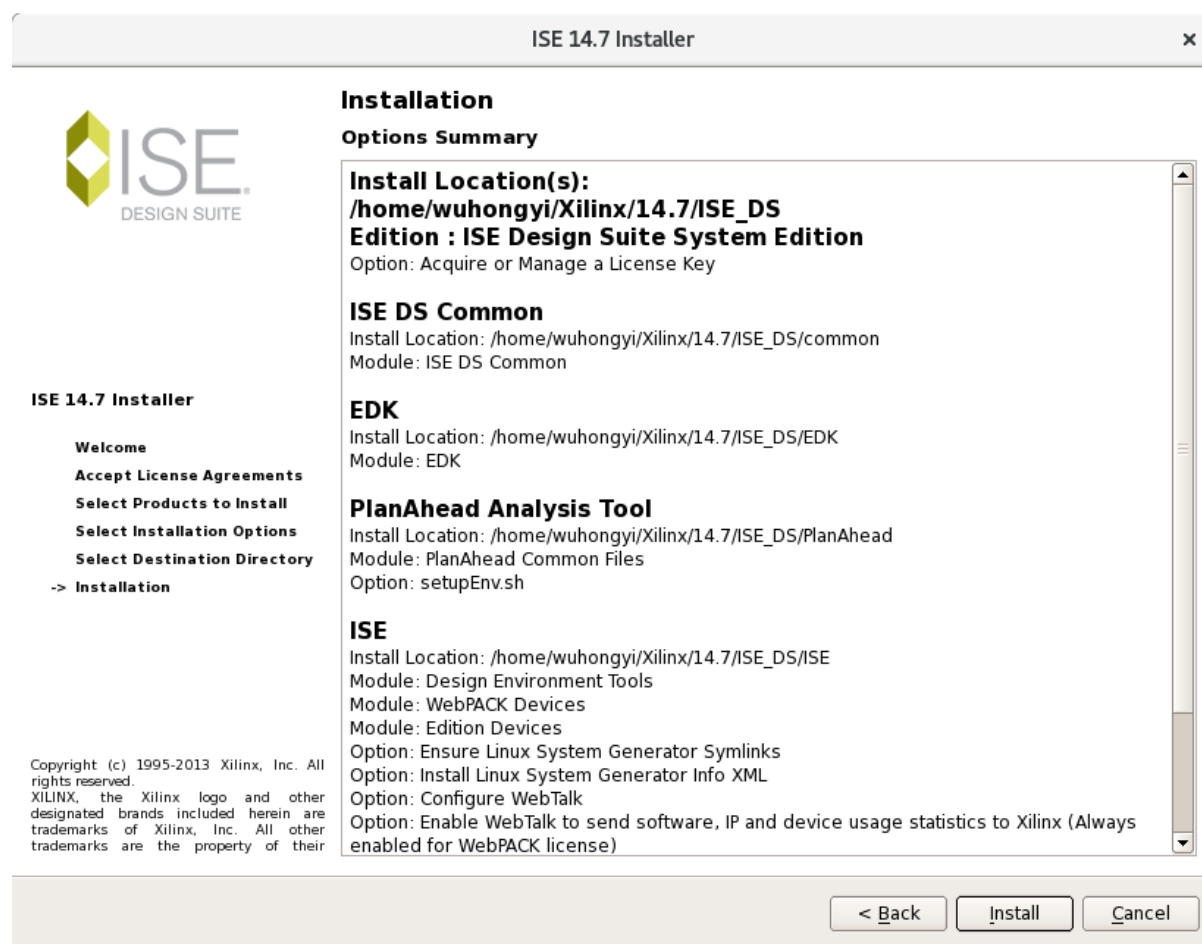 ISE 14.7 Installer
×
ISE.
DESIGN SUITE
ISE 14.7 Installer
Welcome
Accept License Agreements
Select Products to Install
Select Installation Options
Select Destination Directory
-> Installation
Copyright (c) 1995-2013 Xilinx, Inc. All
rights reserved.
XILINX, the Xilinx logo and other
designated brands included herein are
trademarks of Xilinx, Inc. All other
trademarks are the property of their
Installation
Options Summary
Install Location(s):
/home/wuhongyi/Xilinx/14.7/ISE_DS
Edition : ISE Design Suite System Edition
Option: Acquire or Manage a License Key
ISE DS Common
Install Location: /home/wuhongyi/Xilinx/14.7/ISE_DS/common
Module: ISE DS Common
EDK
Install Location: /home/wuhongyi/Xilinx/14.7/ISE_DS/EDK
Module: EDK
PlanAhead Analysis Tool
Install Location: /home/wuhongyi/Xilinx/14.7/ISE_DS/PlanAhead
Module: PlanAhead Common Files
Option: setupEnv.sh
ISE
Install Location: /home/wuhongyi/Xilinx/14.7/ISE_DS/ISE
Module: Design Environment Tools
Module: WebPACK Devices
Module: Edition Devices
Option: Ensure Linux System Generator Symlinks
Option: Install Linux System Generator Info XML
Option: Configure WebTalk
Option: Enable WebTalk to send software, IP and device usage statistics to Xilinx (Always
enabled for WebPACK license)
< Back
Install
Cancel